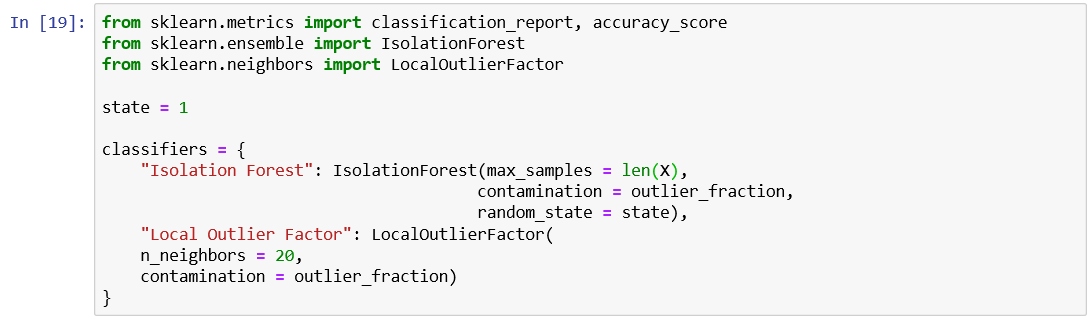 In [19]: from sklearn.metrics import classification_report, accuracy_score
from sklearn.ensemble import IsolationForest
from sklearn.neighbors import LocalOutlierFactor
state = 1
classifiers = {
    "Isolation Forest": IsolationForest(max_samples = len(X),
                                       contamination = outlier_fraction,
                                       random_state = state),
    "Local Outlier Factor": LocalOutlierFactor(
    n_neighbors = 20,
    contamination = outlier_fraction)
}